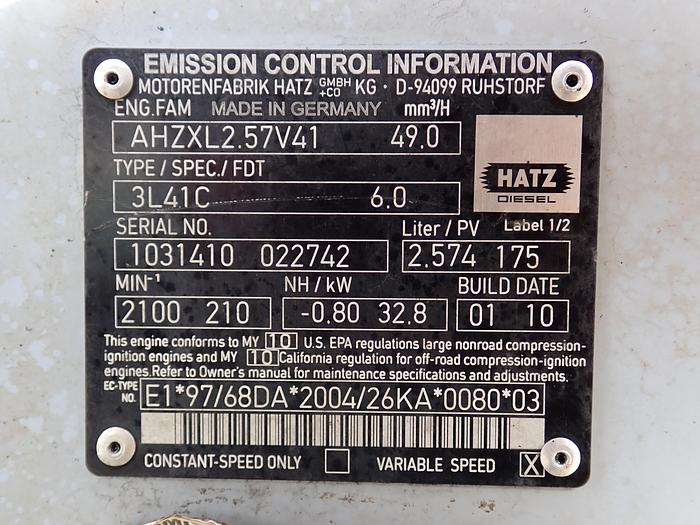 EMISSION CONTROL INFORMATION
MOTORENFABRIK HATZ GMBH +CO KG · D-94099 RUHSTORF
ENG.FAM MADE IN GERMANY mm³/H
AHZXL2.57V41 49.0
TYPE / SPEC./ FDT
HATZ
DIESEL
3L41C 6.0
SERIAL NO. Liter / PV Label 1/2
1031410 022742 2.574 175
MIN⁻¹ NH / kW BUILD DATE
2100 210 -0.80 32.8 01 10
This engine conforms to MY 10 U.S. EPA regulations large nonroad compression-
ignition engines and MY 10 California regulation for off-road compression-ignition
engines.Refer to Owner's manual for maintenance specifications and adjustments.
EC-TYPE NO. E1*97/68DA*2004/26KA*0080*03
CONSTANT-SPEED ONLY VARIABLE SPEED X